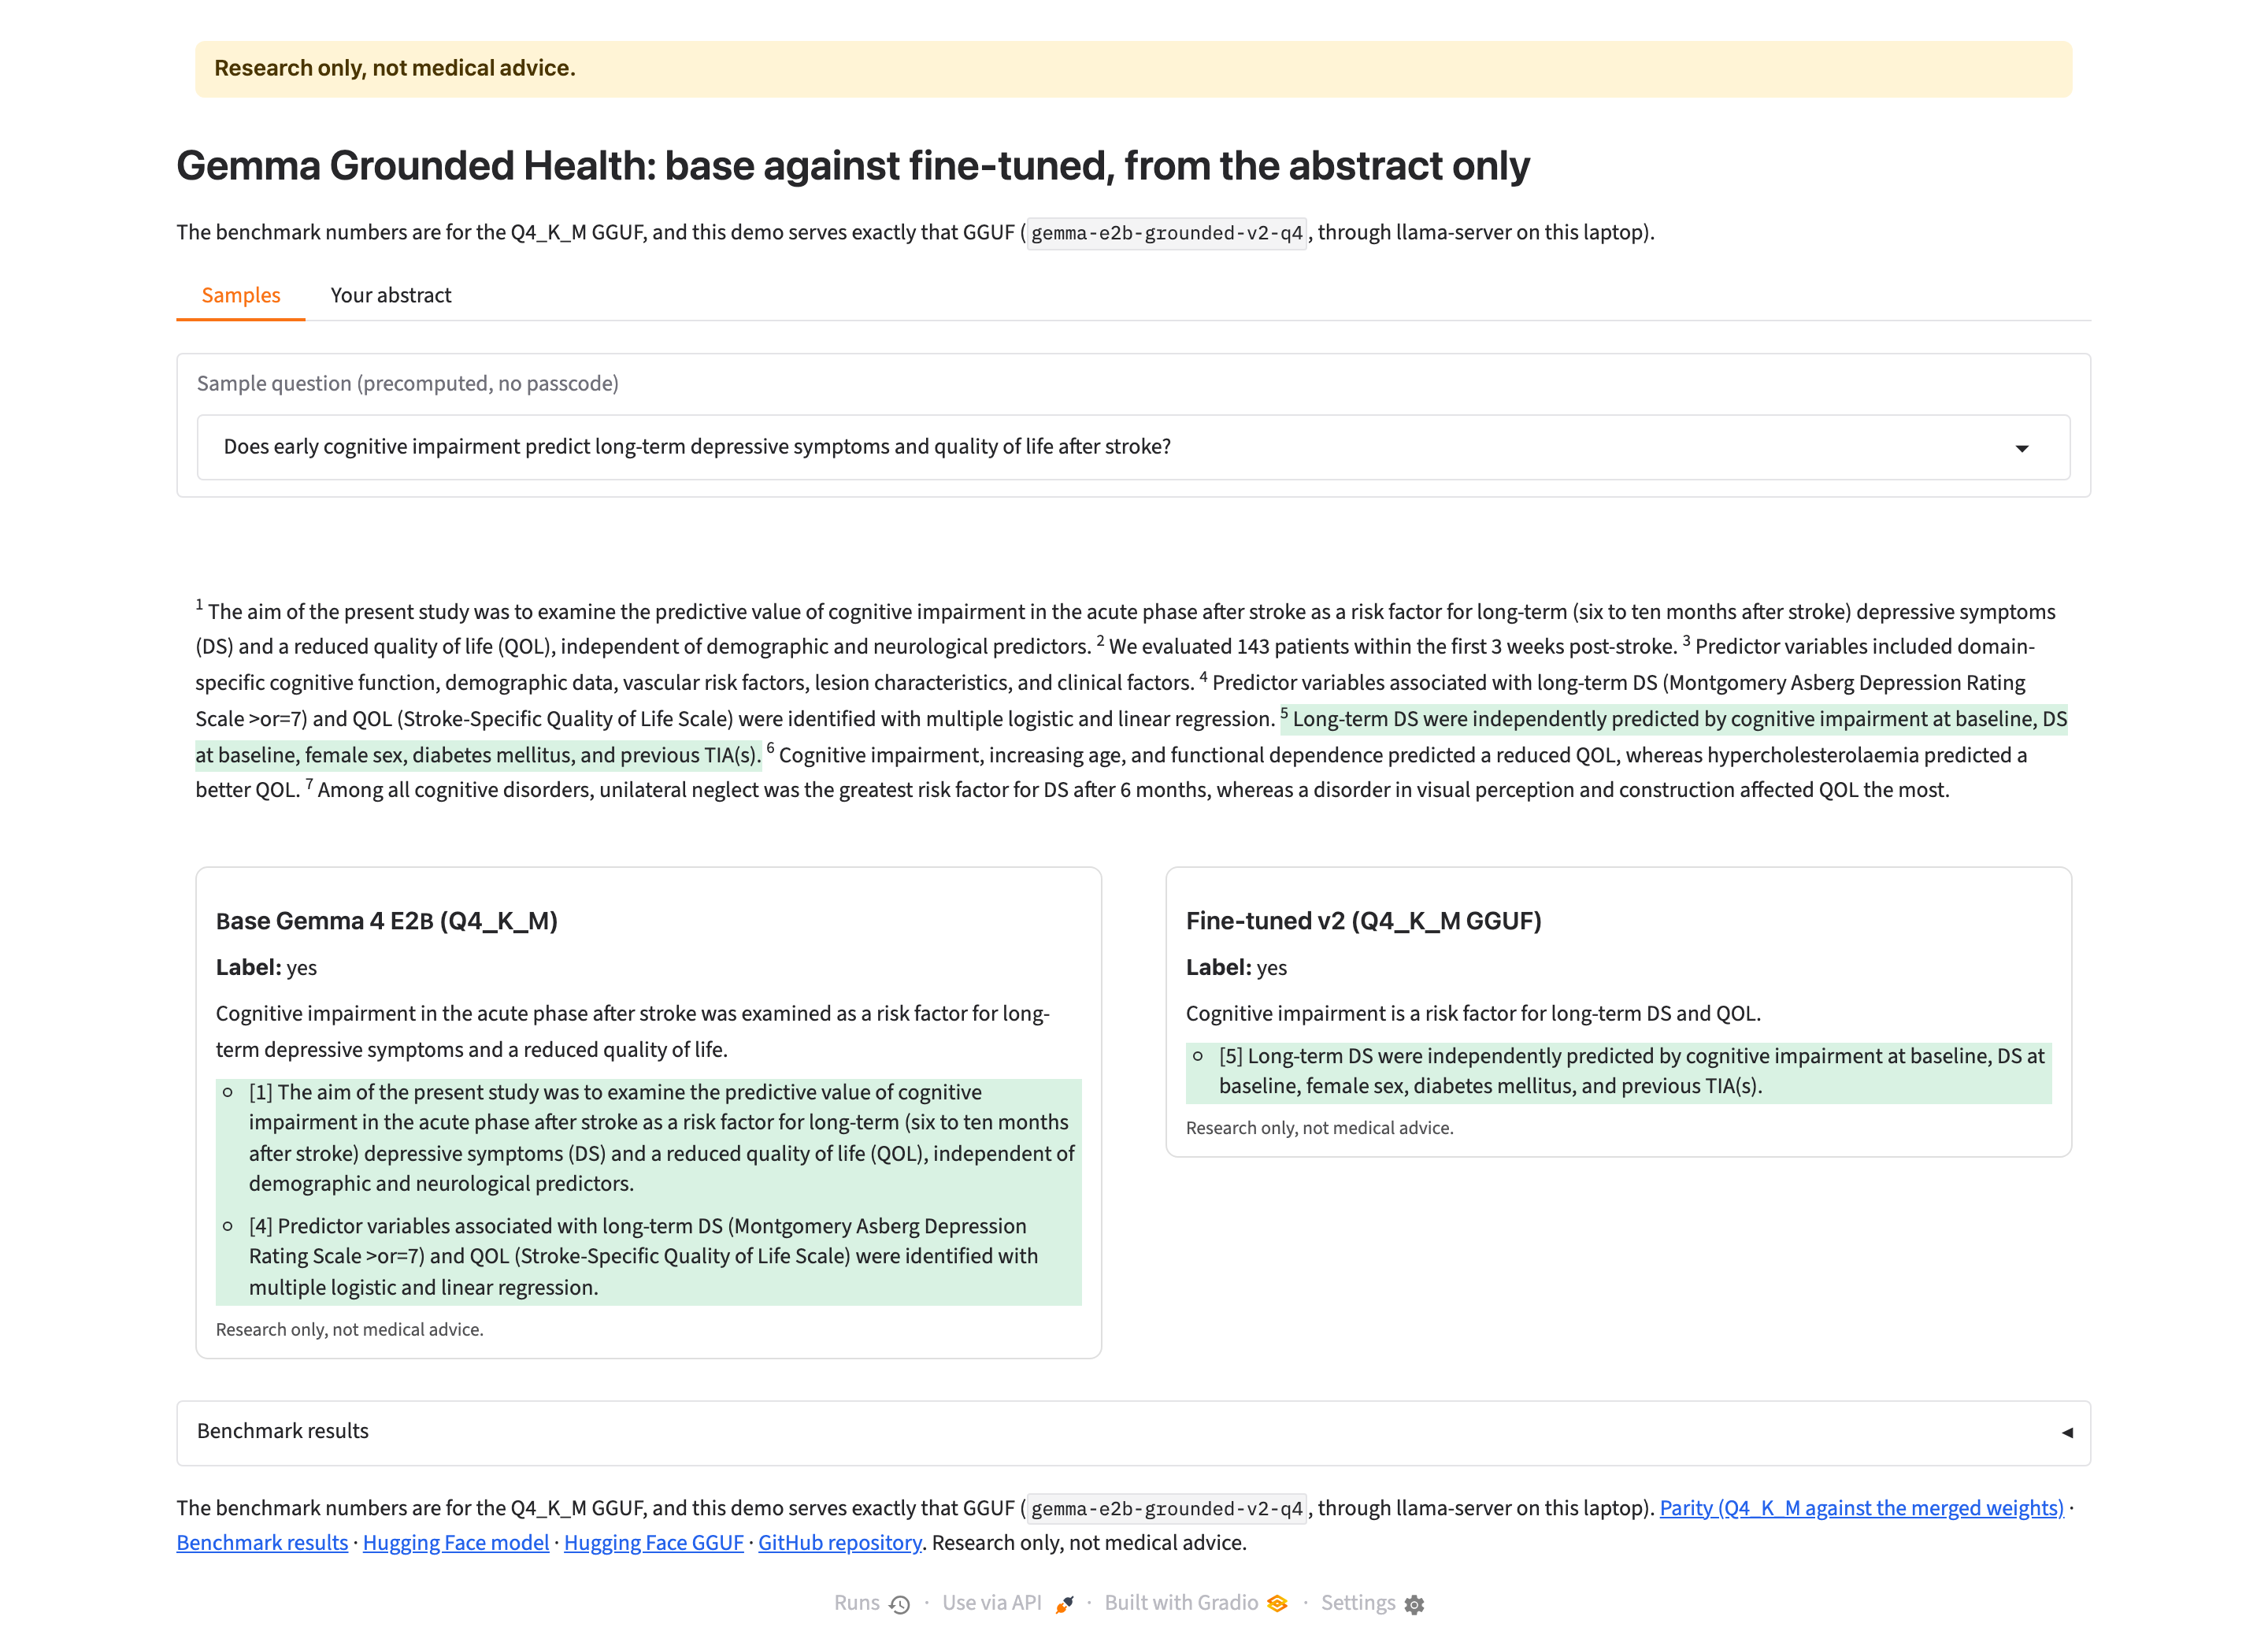 Research only, not medical advice.
Gemma Grounded Health: base against fine-tuned, from the abstract only
The benchmark numbers are for the Q4_K_M GGUF, and this demo serves exactly that GGUF (gemma-e2b-grounded-v2-q4, through llama-server on this laptop).
Samples Your abstract
Sample question (precomputed, no passcode)
Does early cognitive impairment predict long-term depressive symptoms and quality of life after stroke?
1 The aim of the present study was to examine the predictive value of cognitive impairment in the acute phase after stroke as a risk factor for long-term (six to ten months after stroke) depressive symptoms
(DS) and a reduced quality of life (QOL), independent of demographic and neurological predictors. 2 We evaluated 143 patients within the first 3 weeks post-stroke. 3 Predictor variables included domain-
specific cognitive function, demographic data, vascular risk factors, lesion characteristics, and clinical factors. 4 Predictor variables associated with long-term DS (Montgomery Asberg Depression Rating
Scale >or=7) and QOL (Stroke-Specific Quality of Life Scale) were identified with multiple logistic and linear regression. 5 Long-term DS were independently predicted by cognitive impairment at baseline, DS
at baseline, female sex, diabetes mellitus, and previous TIA(s). 6 Cognitive impairment, increasing age, and functional dependence predicted a reduced QOL, whereas hypercholesterolaemia predicted a
better QOL. 7 Among all cognitive disorders, unilateral neglect was the greatest risk factor for DS after 6 months, whereas a disorder in visual perception and construction affected QOL the most.
Base Gemma 4 E2B (Q4_K_M)
Label: yes
Cognitive impairment in the acute phase after stroke was examined as a risk factor for long-
term depressive symptoms and a reduced quality of life.
[1] The aim of the present study was to examine the predictive value of cognitive
impairment in the acute phase after stroke as a risk factor for long-term (six to ten months
after stroke) depressive symptoms (DS) and a reduced quality of life (QOL), independent of
demographic and neurological predictors.
[4] Predictor variables associated with long-term DS (Montgomery Asberg Depression
Rating Scale >or=7) and QOL (Stroke-Specific Quality of Life Scale) were identified with
multiple logistic and linear regression.
Research only, not medical advice.
Fine-tuned v2 (Q4_K_M GGUF)
Label: yes
Cognitive impairment is a risk factor for long-term DS and QOL.
[5] Long-term DS were independently predicted by cognitive impairment at baseline, DS at
baseline, female sex, diabetes mellitus, and previous TIA(s).
Research only, not medical advice.
Benchmark results
The benchmark numbers are for the Q4_K_M GGUF, and this demo serves exactly that GGUF (gemma-e2b-grounded-v2-q4, through llama-server on this laptop). Parity (Q4_K_M against the merged weights) ·
Benchmark results · Hugging Face model · Hugging Face GGUF · GitHub repository. Research only, not medical advice.
Runs · Use via API · Built with Gradio · Settings